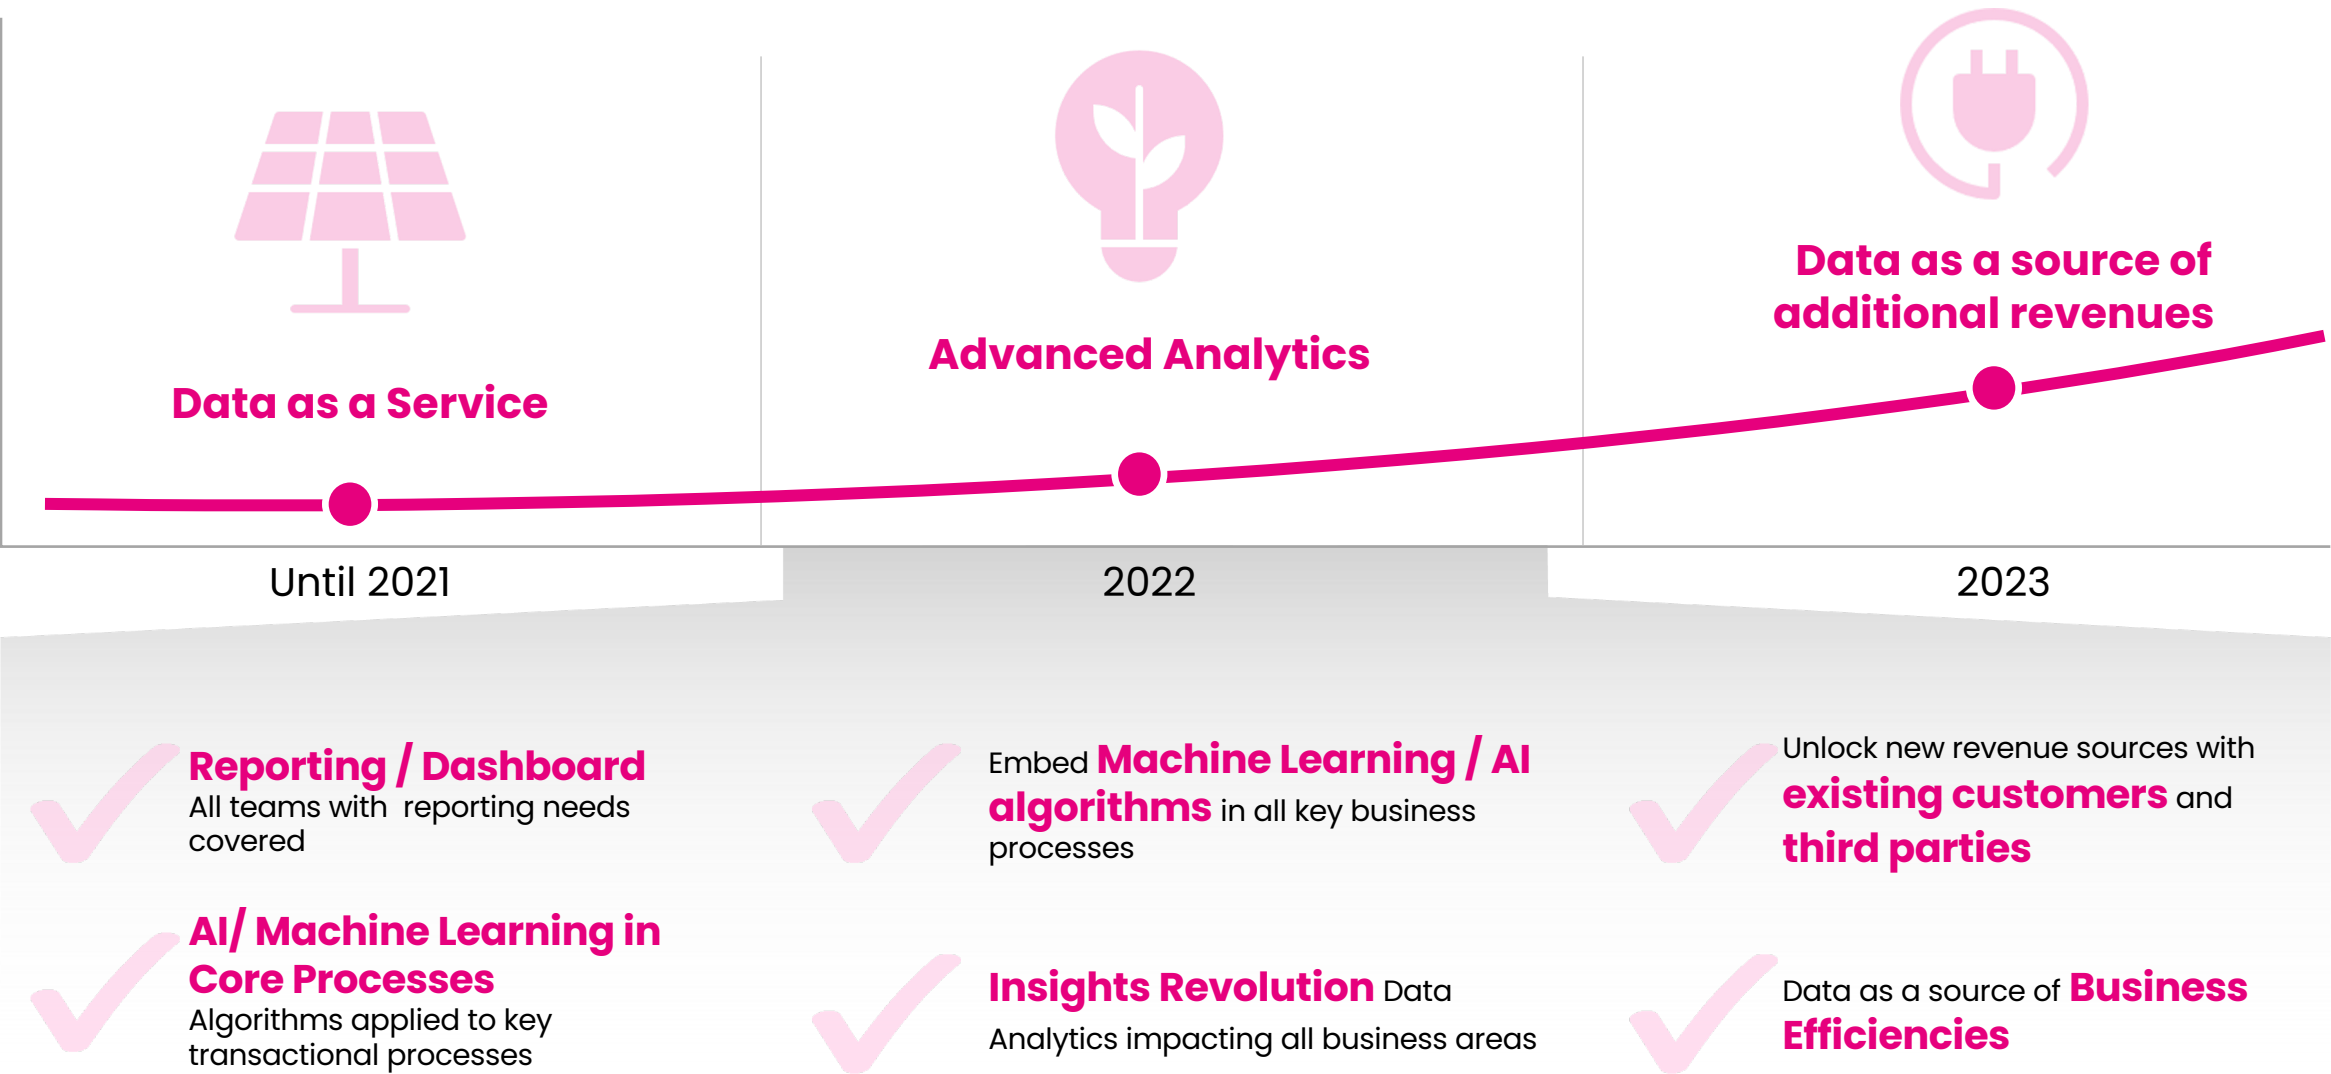 Data as a Service
Advanced Analytics
Data as a source of
additional revenues
Until 2021
2022
2023
Reporting / Dashboard
All teams with  reporting needs
covered
AI/ Machine Learning in
Core Processes
Algorithms applied to key
transactional processes
Embed Machine Learning / AI
algorithms in all key business
processes
Insights Revolution Data
Analytics impacting all business areas
Unlock new revenue sources with
existing customers and
third parties
Data as a source of Business
Efficiencies